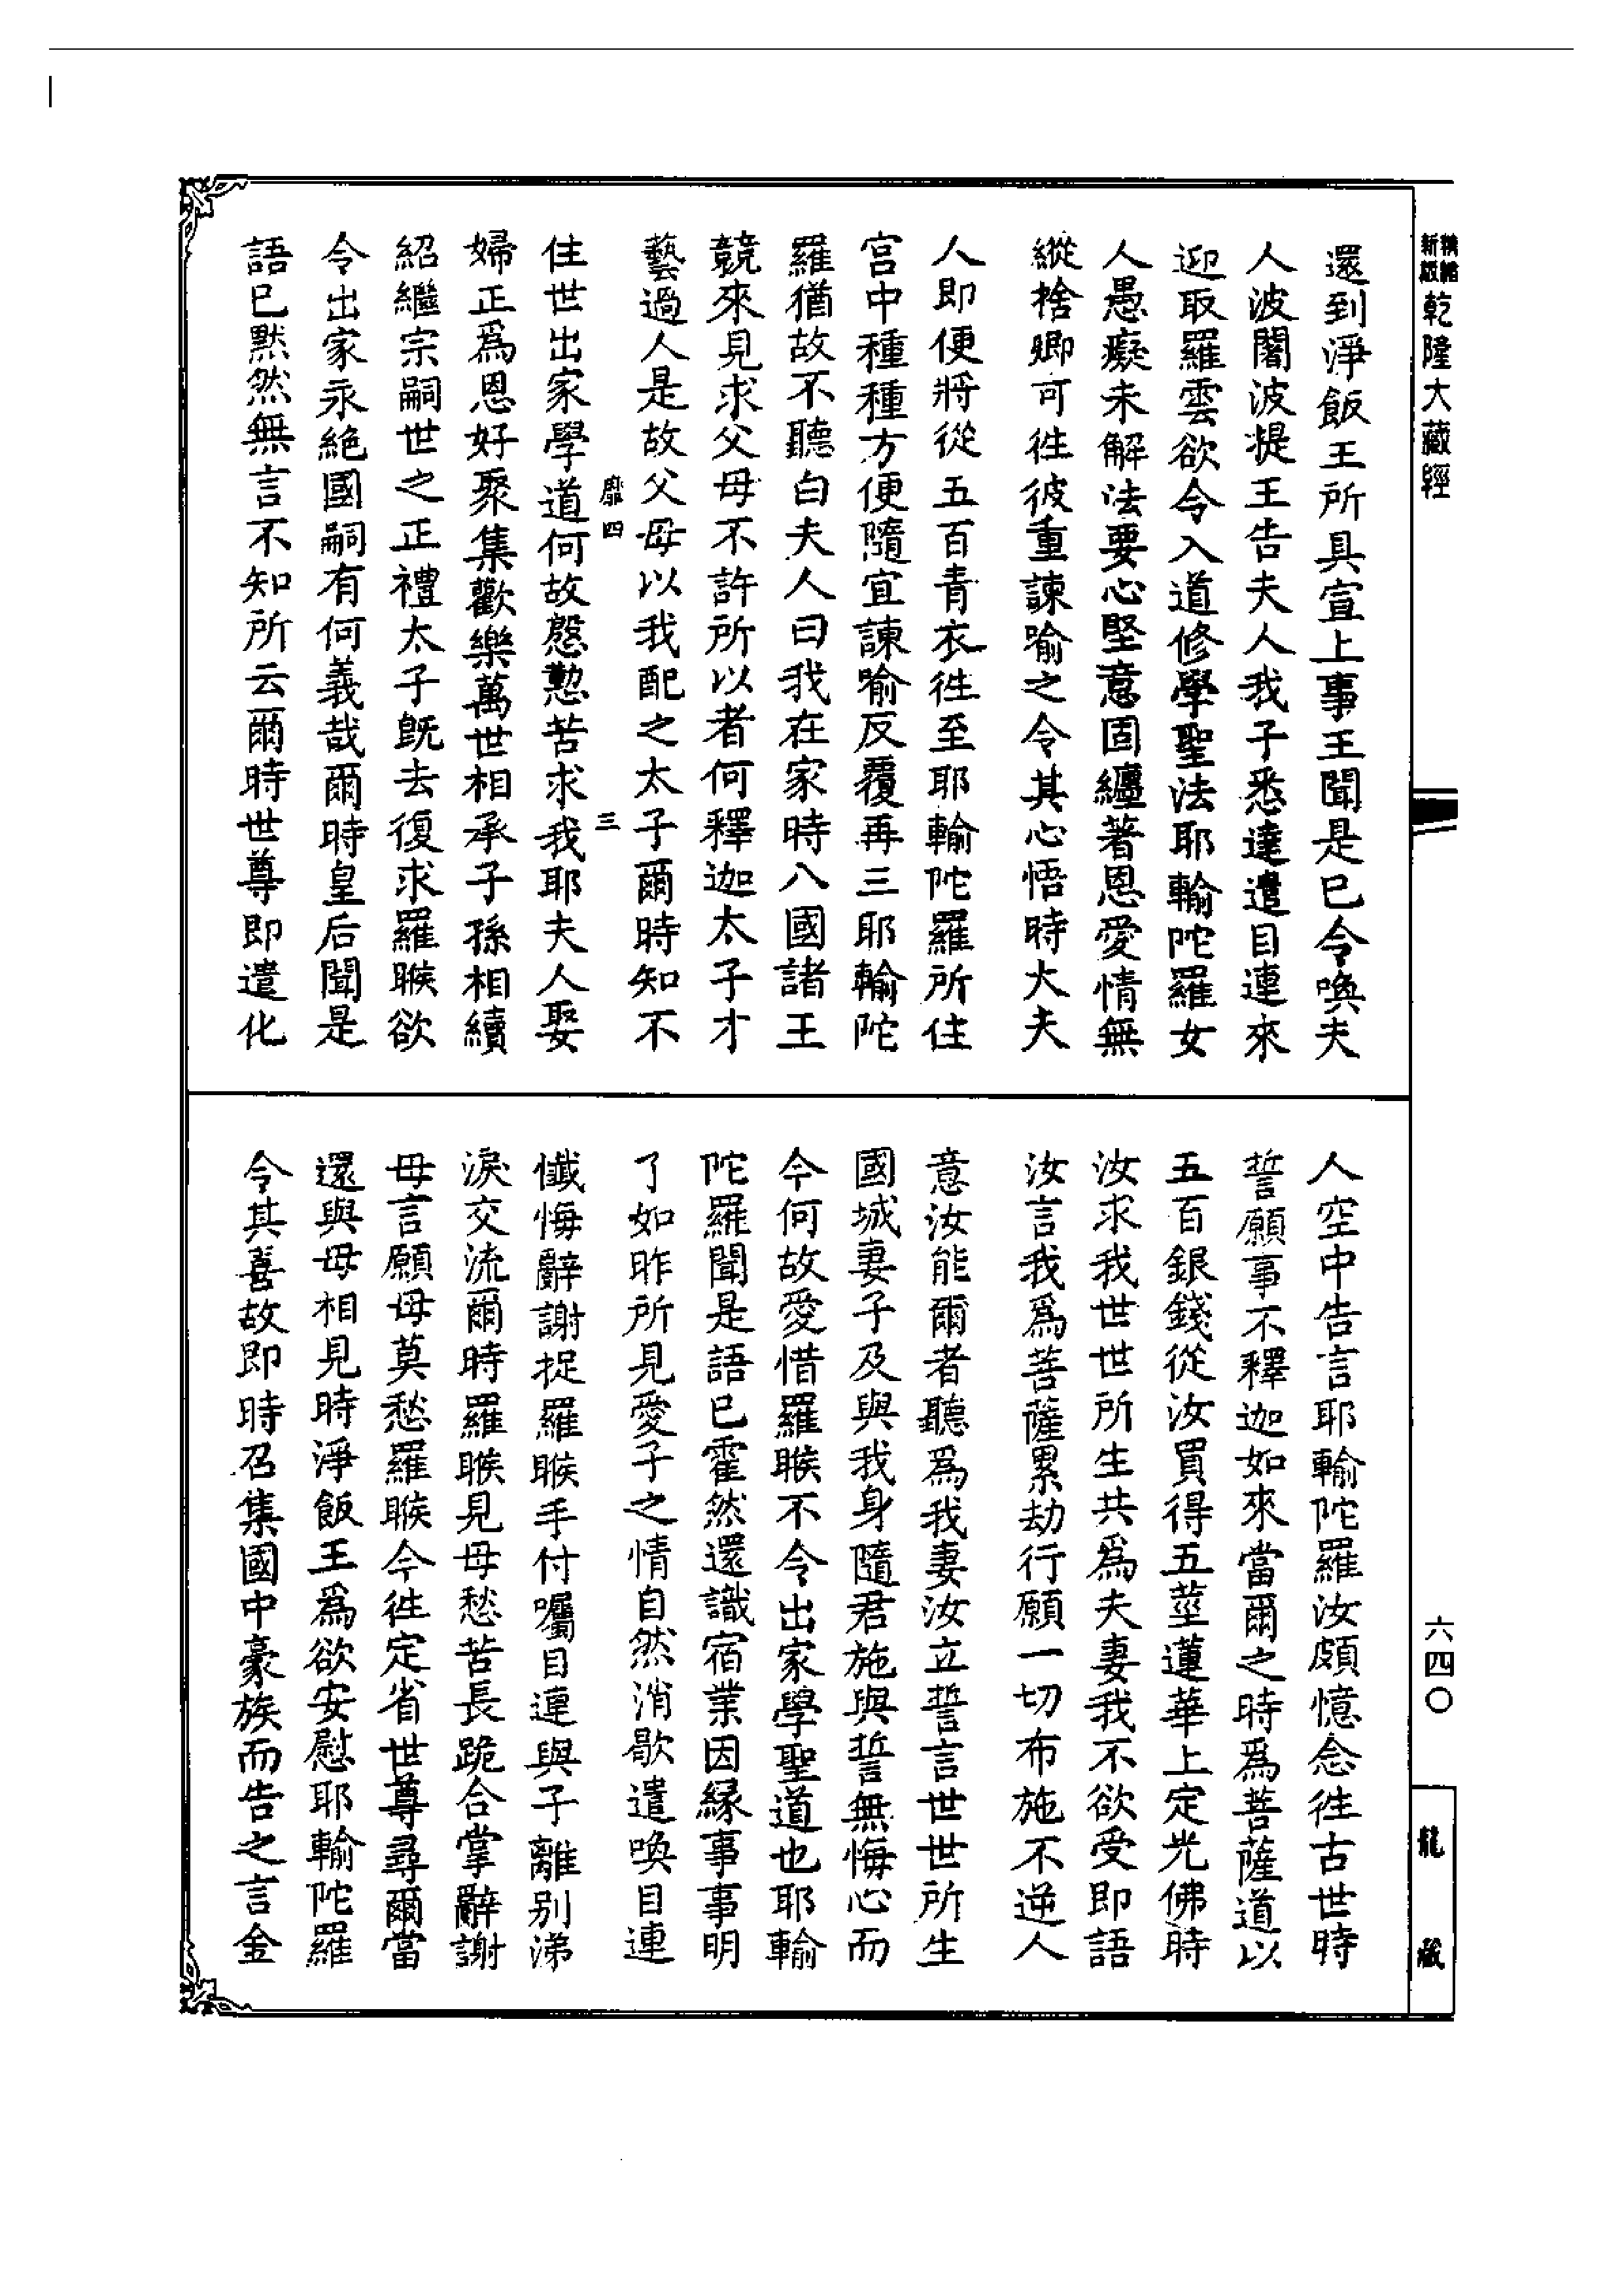 新版
精縮
乾隆大藏經
六四〇
龍藏
還到淨飯王所具宣上事王聞是已令喚夫
人波闍波提王告夫人我子悉達遣目連來
迎取羅雲欲令入道修學聖法耶輸陀羅女
人愚癡未解法要心堅意固纏著恩愛情無
縱捨卿可徃彼重諫喻之令其心悟時大夫
人即便將從五百青衣徃至耶輸陀羅所住
宮中種種方便隨宜諫喻反覆再三耶輸陀
羅猶故不聽白夫人曰我在家時八國諸王
競來見求父母不許所以者何釋迦太子才
藝過人是故父母以我配之太子爾時知不
靡四
三
住世出家學道何故慇懃苦求我耶夫人娶
婦正爲恩好聚集歡樂萬世相承子孫相續
紹繼宗嗣世之正禮太子旣去復求羅睺欲
令出家永絕國嗣有何義哉爾時皇后聞是
語已默然無言不知所云爾時世尊即遣化
人空中告言耶輸陀羅汝頗憶念徃古世時
誓願事不釋迦如來當爾之時爲菩薩道以
五百銀錢從汝買得五莖蓮華上定光佛時
汝求我世世所生共爲夫妻我不欲受即語
汝言我爲菩薩累劫行願一切布施不逆人
意汝能爾者聽爲我妻汝立誓言世世所生
國城妻子及與我身隨君施與誓無悔心而
今何故愛惜羅睺不令出家學聖道也耶輸
陀羅聞是語已霍然還識宿業因緣事事明
了如昨所見愛子之情自然消歇遣喚目連
懺悔辭謝捉羅睺手付囑目連與子離別涕
淚交流爾時羅睺見母愁苦長跪合掌辭謝
母言願母莫愁羅睺今徃定省世尊尋爾當
還與母相見時淨飯王爲欲安慰耶輸陀羅
令其喜故即時召集國中豪族而告之言金